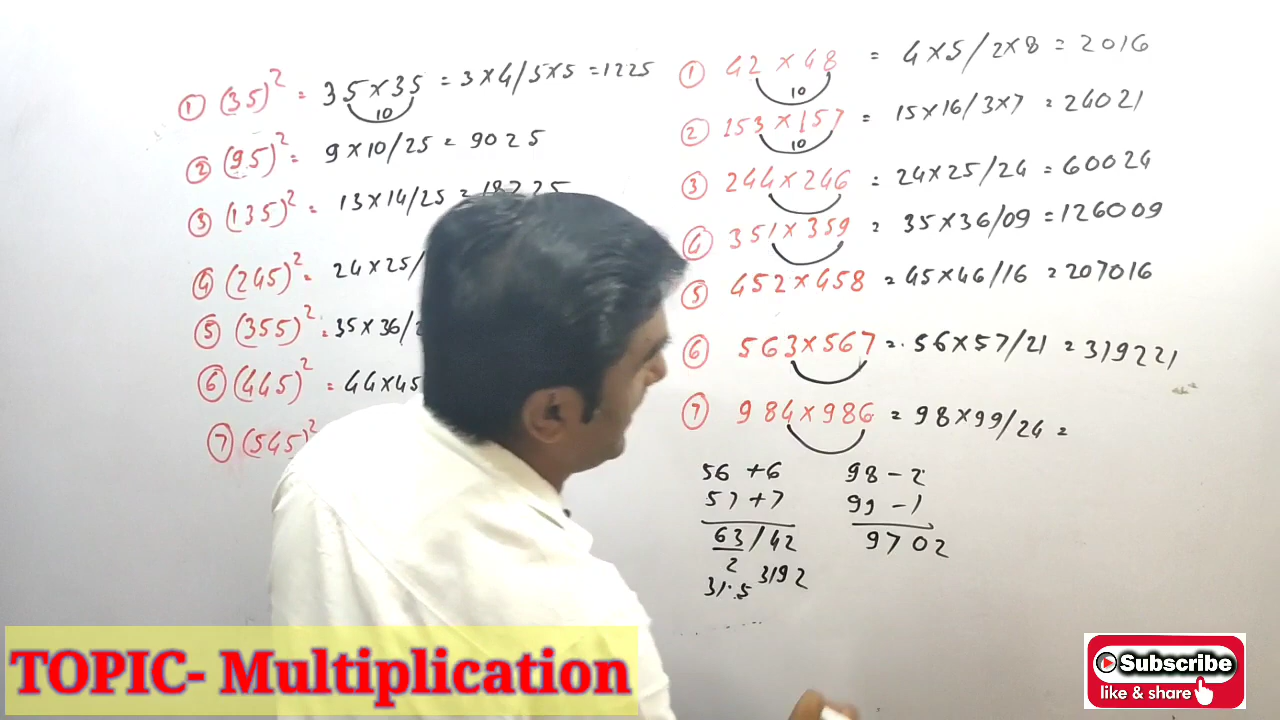 ① (35)² = 35×35 = 3×4/5×5 = 1225
10
② (95)² = 9×10/25 = 9025
③ (135)² = 13×14/25 = 18225
④ (245)² = 24×25/
⑤ (355)² = 35×36/2
⑥ (445)² = 44×45
⑦ (545)²
① 42 × 48 = 4×5/2×8 = 2016
10
② 153×157 = 15×16/3×7 = 24021
10
③ 244×246 = 24×25/24 = 60024
④ 351×359 = 35×36/09 = 126009
⑤ 452×458 = 45×46/16 = 207016
⑥ 563×567 = 56×57/21 = 319221
⑦ 984×986 = 98×99/24 =
56 +6
57 +7
63/42
2
31.5 3192
98 - 2
99 - 1
9702
TOPIC- Multiplication
Subscribe
like & share